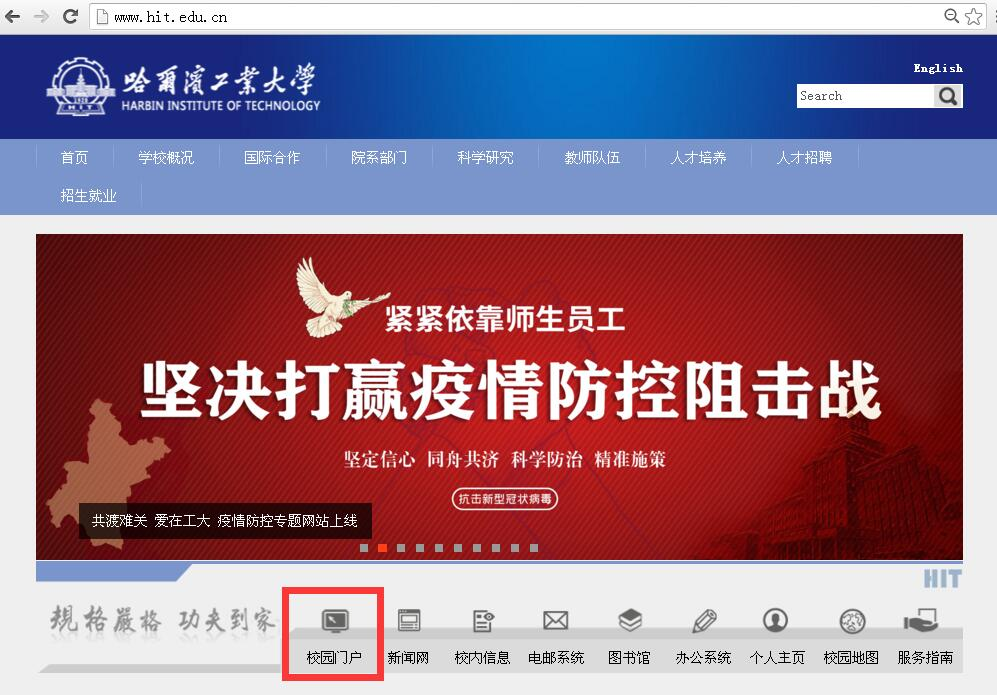 www.hit.edu.cn
哈尔滨工业大学
HARBIN INSTITUTE OF TECHNOLOGY
English
Search
首页 学校概况 国际合作 院系部门 科学研究 教师队伍 人才培养 人才招聘
招生就业
紧紧依靠师生员工
坚决打赢疫情防控阻击战
坚定信心 同舟共济 科学防治 精准施策
抗击新型冠状病毒
共渡难关 爱在工大 疫情防控专题网站上线
HIT
规格严格 功夫到家
校园门户 新闻网 校内信息 电邮系统 图书馆 办公系统 个人主页 校园地图 服务指南